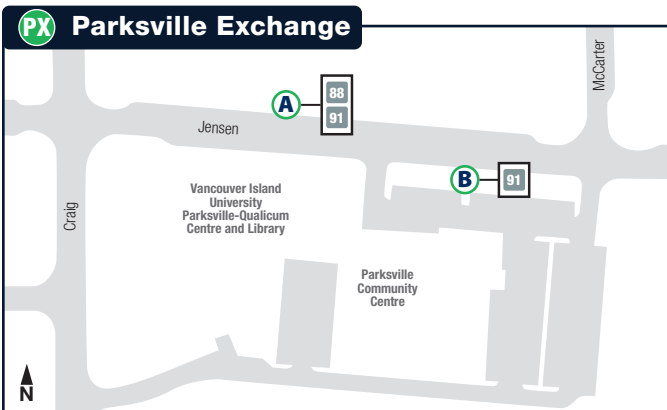 PX Parksville Exchange
McCarter
A
88
91
Jensen
B
91
Vancouver Island
University
Parksville-Qualicum
Centre and Library
Craig
Parksville
Community
Centre
N